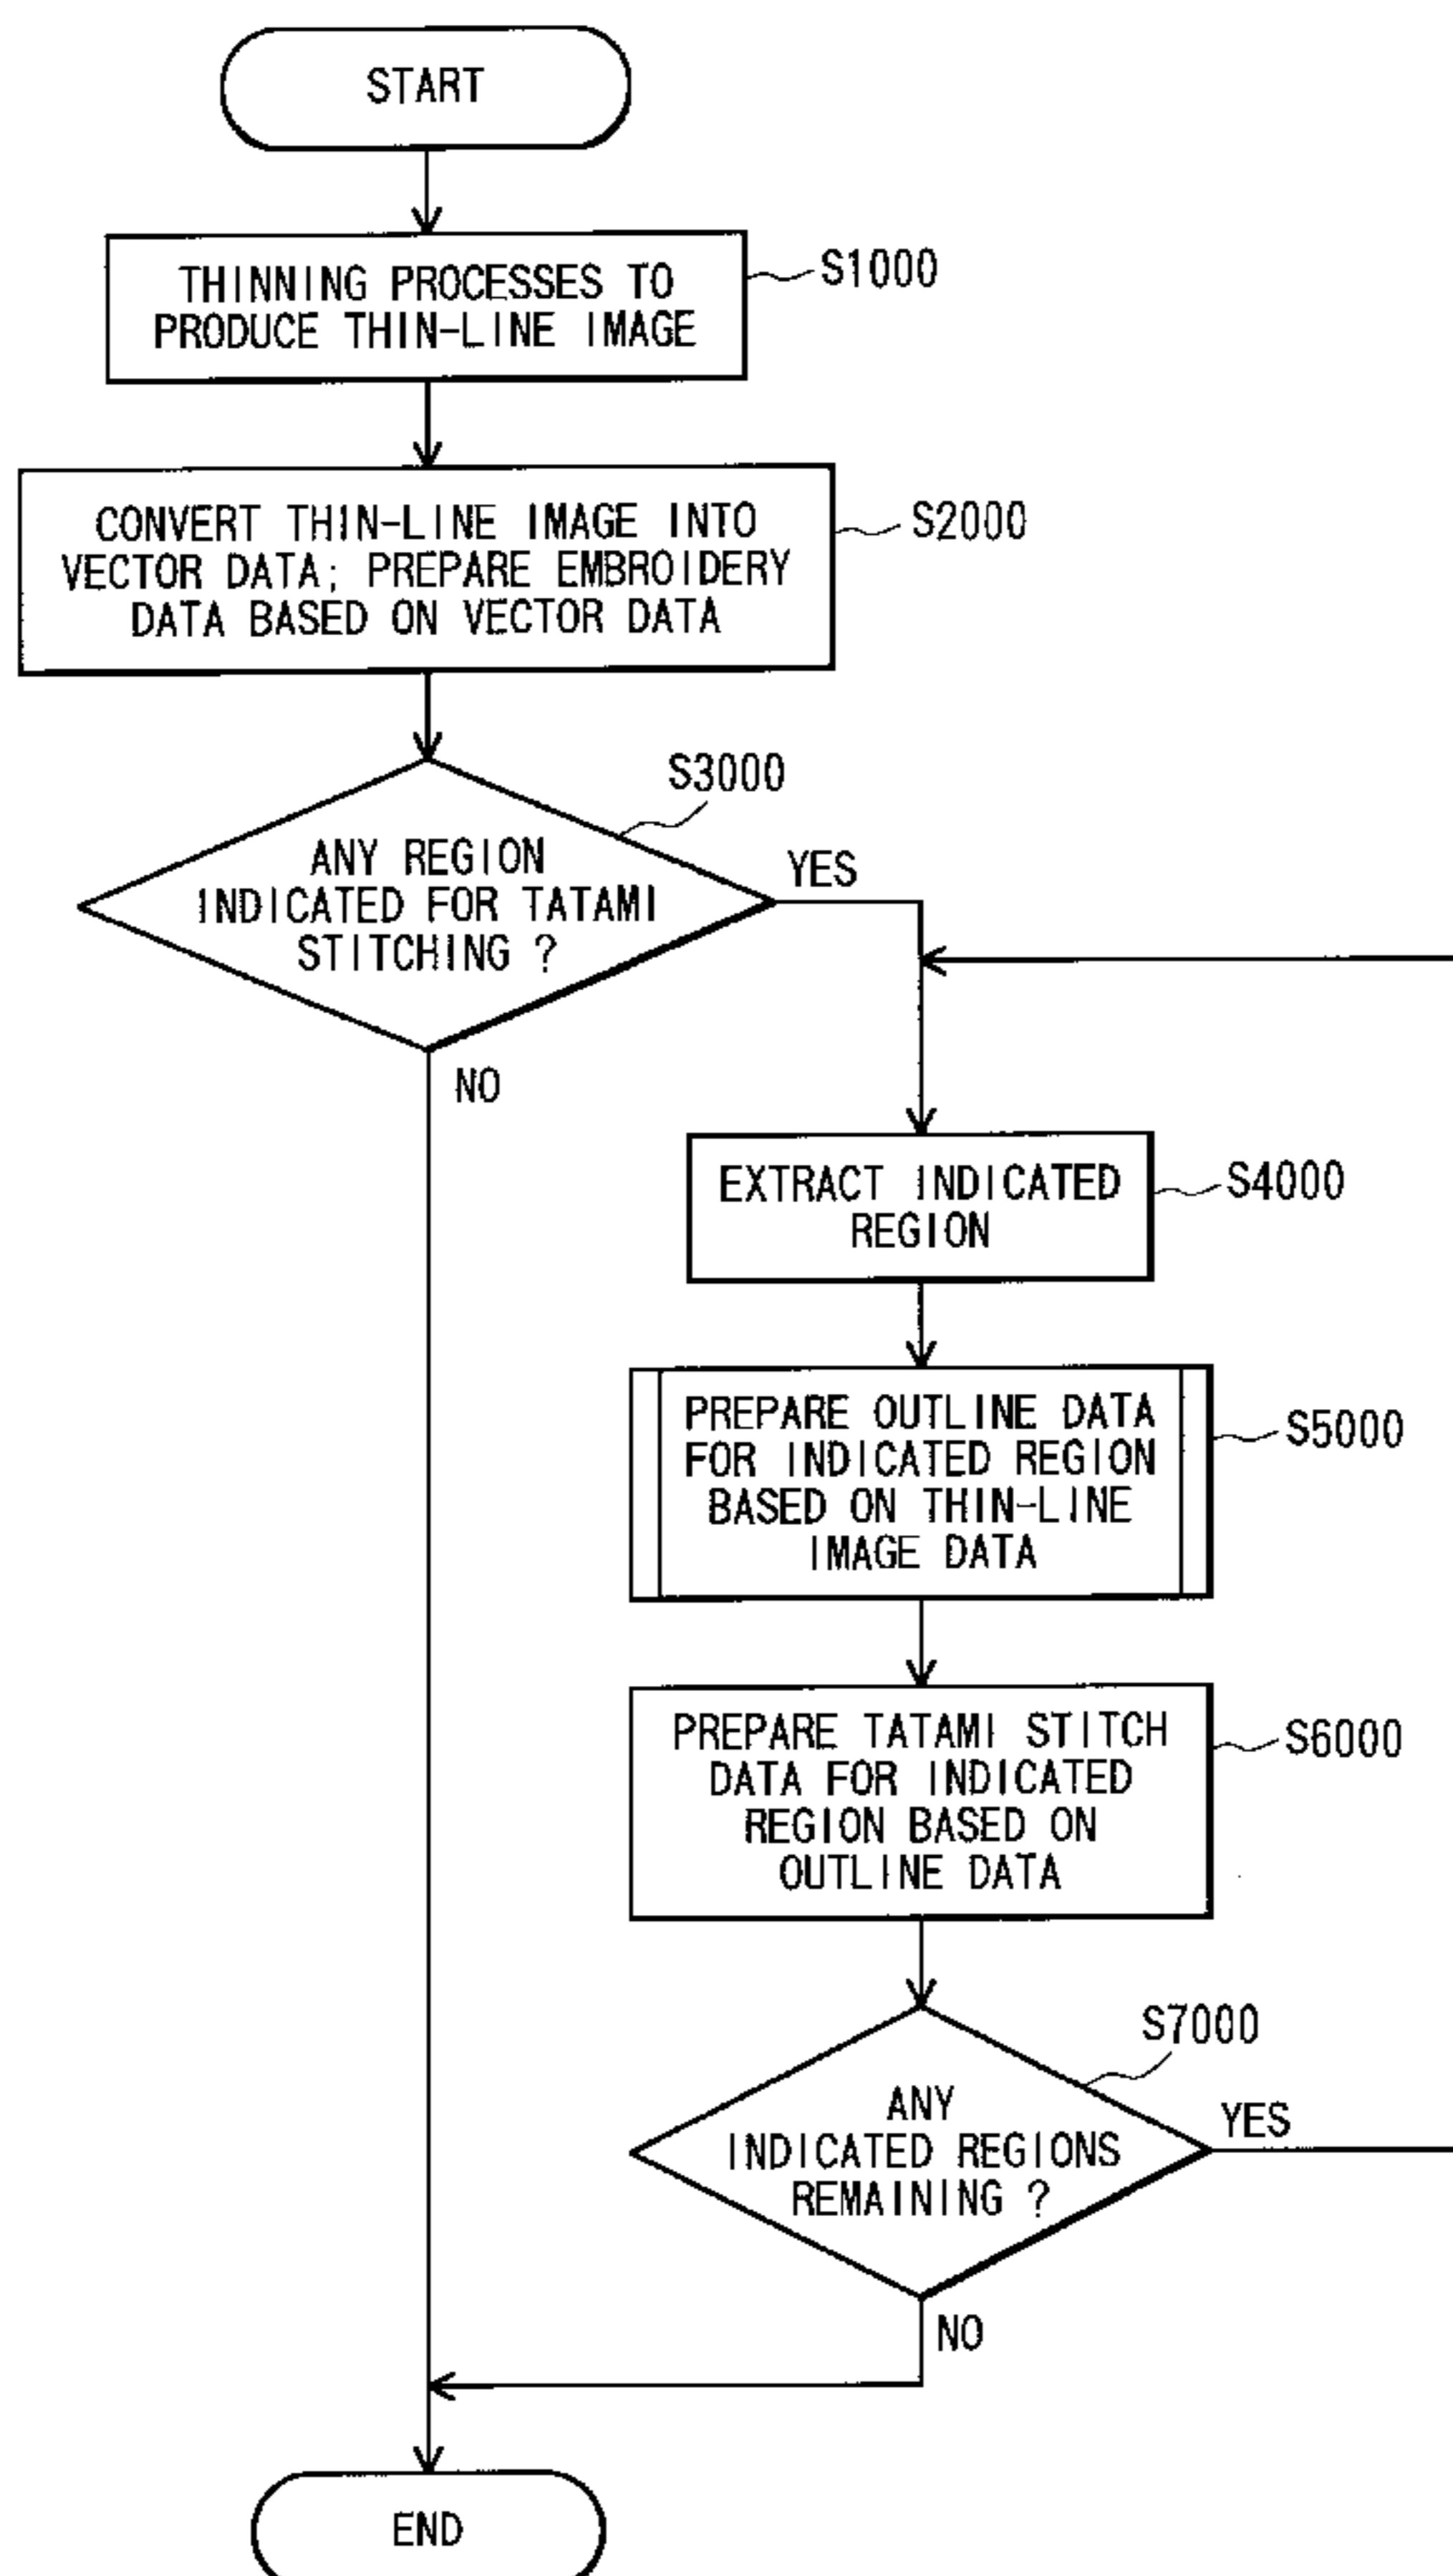 START
THINNING PROCESSES TO
PRODUCE THIN-LINE IMAGE
S1000
CONVERT THIN-LINE IMAGE INTO
VECTOR DATA; PREPARE EMBROIDERY
DATA BASED ON VECTOR DATA
S2000
S3000
ANY REGION
INDICATED FOR TATAMI
STITCHING ?
YES
NO
EXTRACT INDICATED
REGION
S4000
PREPARE OUTLINE DATA
FOR INDICATED REGION
BASED ON THIN-LINE
IMAGE DATA
S5000
PREPARE TATAMI STITCH
DATA FOR INDICATED
REGION BASED ON
OUTLINE DATA
S6000
S7000
ANY
INDICATED REGIONS
REMAINING ?
YES
NO
END